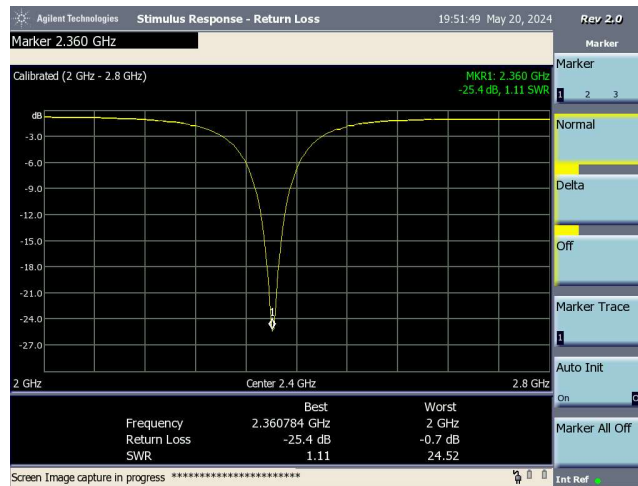 Agilent Technologies Stimulus Response - Return Loss 19:51:49 May 20, 2024 Rev 2.0
Marker 2.360 GHz
Marker
Calibrated (2 GHz - 2.8 GHz)
MKR1: 2.360 GHz
-25.4 dB, 1.11 SWR
dB
-3.0
-6.0
-9.0
-12.0
-15.0
-18.0
-21.0
-24.0
-27.0
1
2 GHz Center 2.4 GHz 2.8 GHz
Best Worst
Frequency 2.360784 GHz 2 GHz
Return Loss -25.4 dB -0.7 dB
SWR 1.11 24.52
Screen Image capture in progress ***********************
Marker
1 2 3
Normal
Delta
Off
Marker Trace
1
Auto Init
On
Marker All Off
Int Ref